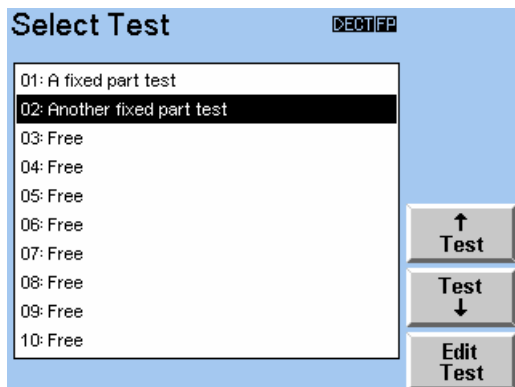 Select Test DECT FP
01: A fixed part test
02: Another fixed part test
03: Free
04: Free
05: Free
06: Free
07: Free
08: Free
09: Free
10: Free
↑
Test
Test
↓
Edit
Test